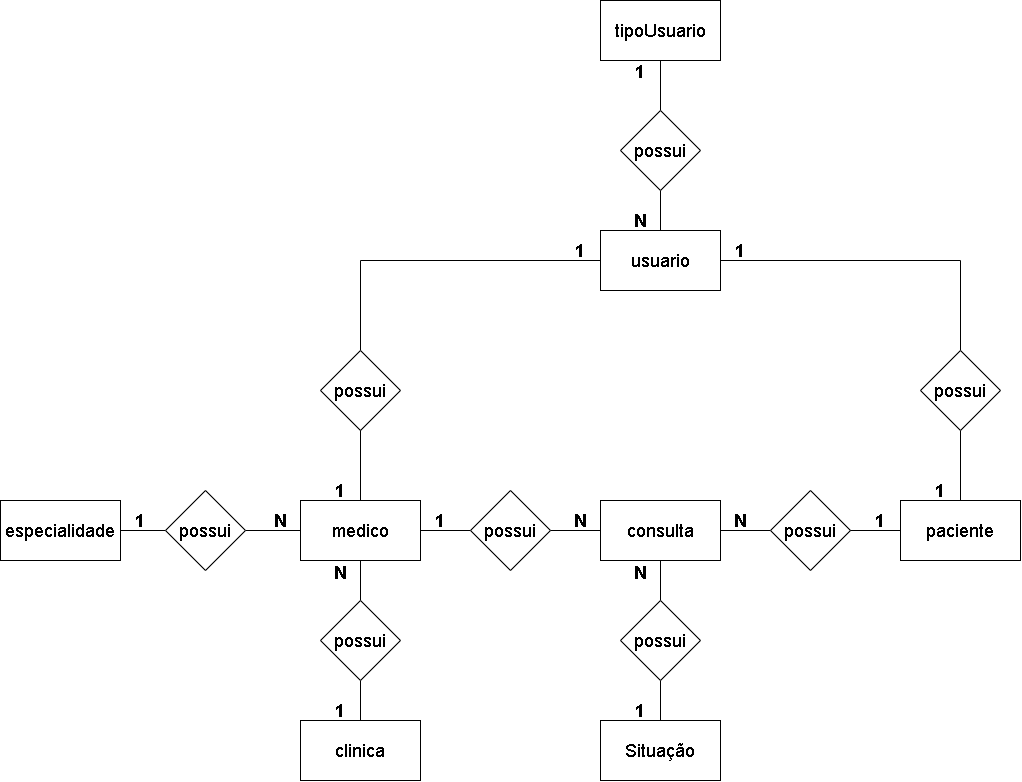 tipoUsuario
1
possui
N
1 usuario 1
possui possui
1 1
especialidade 1 possui N medico 1 possui N consulta N possui 1 paciente
N N
possui possui
1 1
clinica Situação